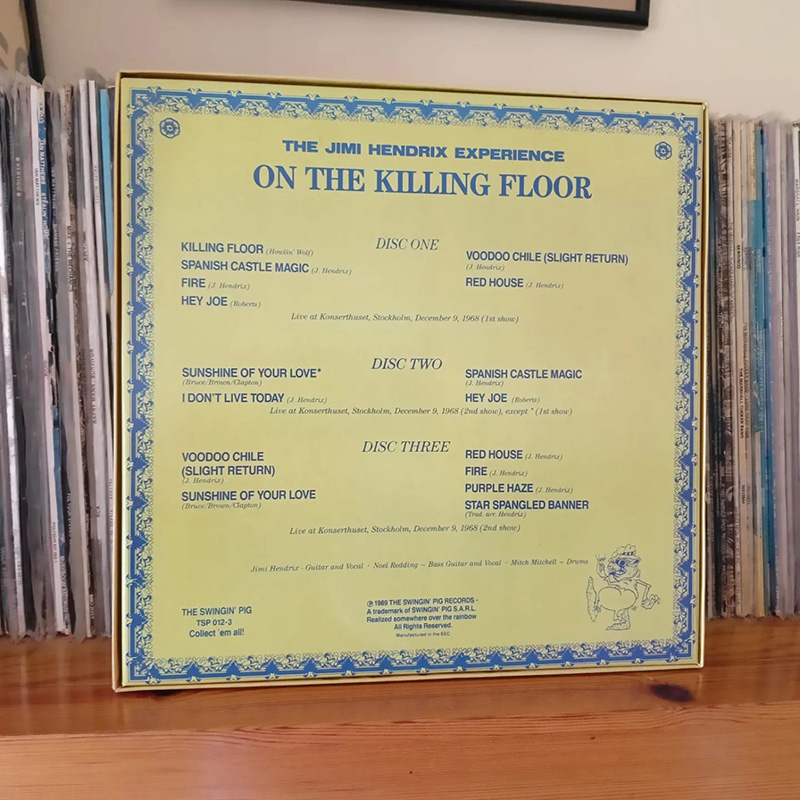 THE JIMI HENDRIX EXPERIENCE
ON THE KILLING FLOOR
DISC ONE
KILLING FLOOR (Howlin' Wolf)
SPANISH CASTLE MAGIC (J. Hendrix)
FIRE (J. Hendrix)
HEY JOE (Roberts)
VOODOO CHILE (SLIGHT RETURN)
(J. Hendrix)
RED HOUSE (J. Hendrix)
Live at Konserthuset, Stockholm, December 9, 1968 (1st show)
DISC TWO
SUNSHINE OF YOUR LOVE*
(Bruce/Brown/Clapton)
I DON'T LIVE TODAY (J. Hendrix)
SPANISH CASTLE MAGIC
(J. Hendrix)
HEY JOE (Roberts)
Live at Konserthuset, Stockholm, December 9, 1968 (2nd show), except * (1st show)
DISC THREE
VOODOO CHILE
(SLIGHT RETURN)
(J. Hendrix)
SUNSHINE OF YOUR LOVE
(Bruce/Brown/Clapton)
RED HOUSE (J. Hendrix)
FIRE (J. Hendrix)
PURPLE HAZE (J. Hendrix)
STAR SPANGLED BANNER
(Trad. arr. Hendrix)
Live at Konserthuset, Stockholm, December 9, 1968 (2nd show)
Jimi Hendrix - Guitar and Vocal · Noel Redding – Bass Guitar and Vocal · Mitch Mitchell – Drums
THE SWINGIN' PIG
TSP 012-3
Collect 'em all!
℗ 1989 THE SWINGIN' PIG RECORDS -
A trademark of SWINGIN' PIG S.A.R.L.
Realized somewhere over the rainbow
All Rights Reserved.
Manufactured in the EEC